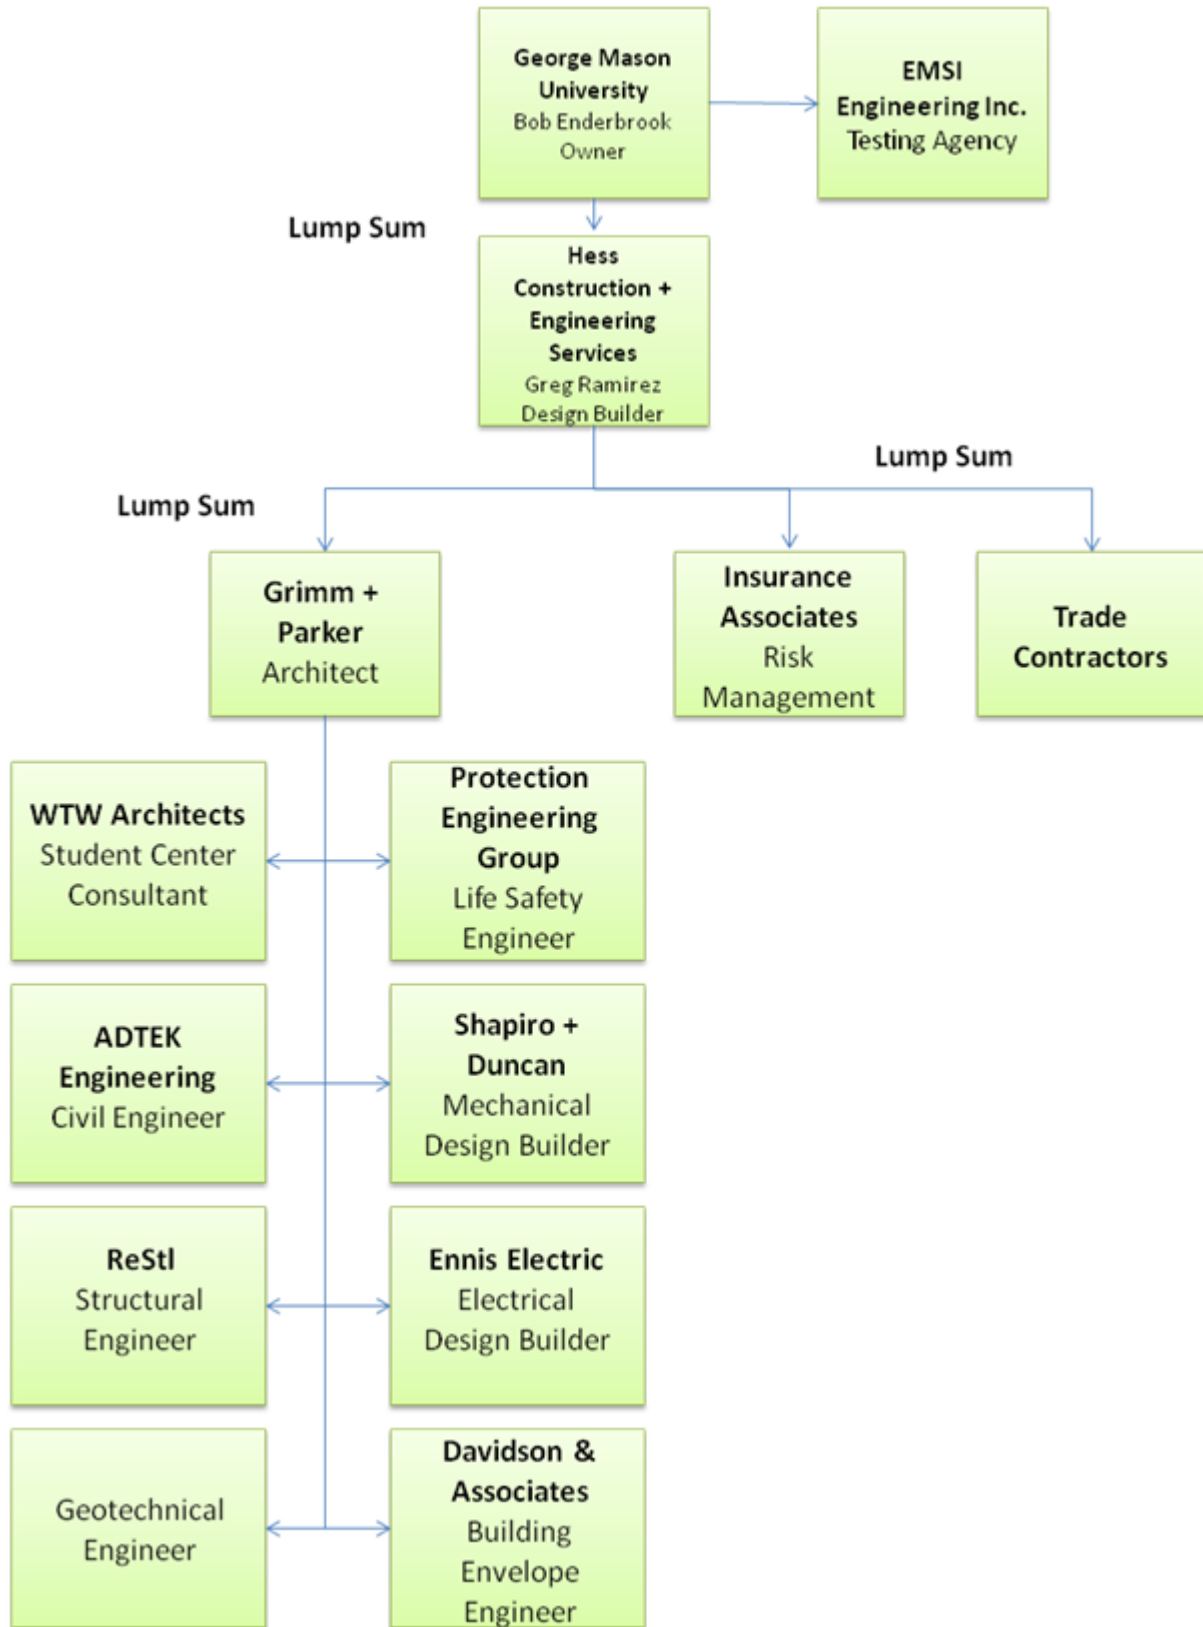 George Mason
University
Bob Enderbrook
Owner
EMSI
Engineering Inc.
Testing Agency
Lump Sum
Hess
Construction +
Engineering
Services
Greg Ramirez
Design Builder
Lump Sum
Lump Sum
Grimm +
Parker
Architect
Insurance
Associates
Risk
Management
Trade
Contractors
WTW Architects
Student Center
Consultant
Protection
Engineering
Group
Life Safety
Engineer
ADTEK
Engineering
Civil Engineer
Shapiro +
Duncan
Mechanical
Design Builder
ReStl
Structural
Engineer
Ennis Electric
Electrical
Design Builder
Geotechnical
Engineer
Davidson &
Associates
Building
Envelope
Engineer